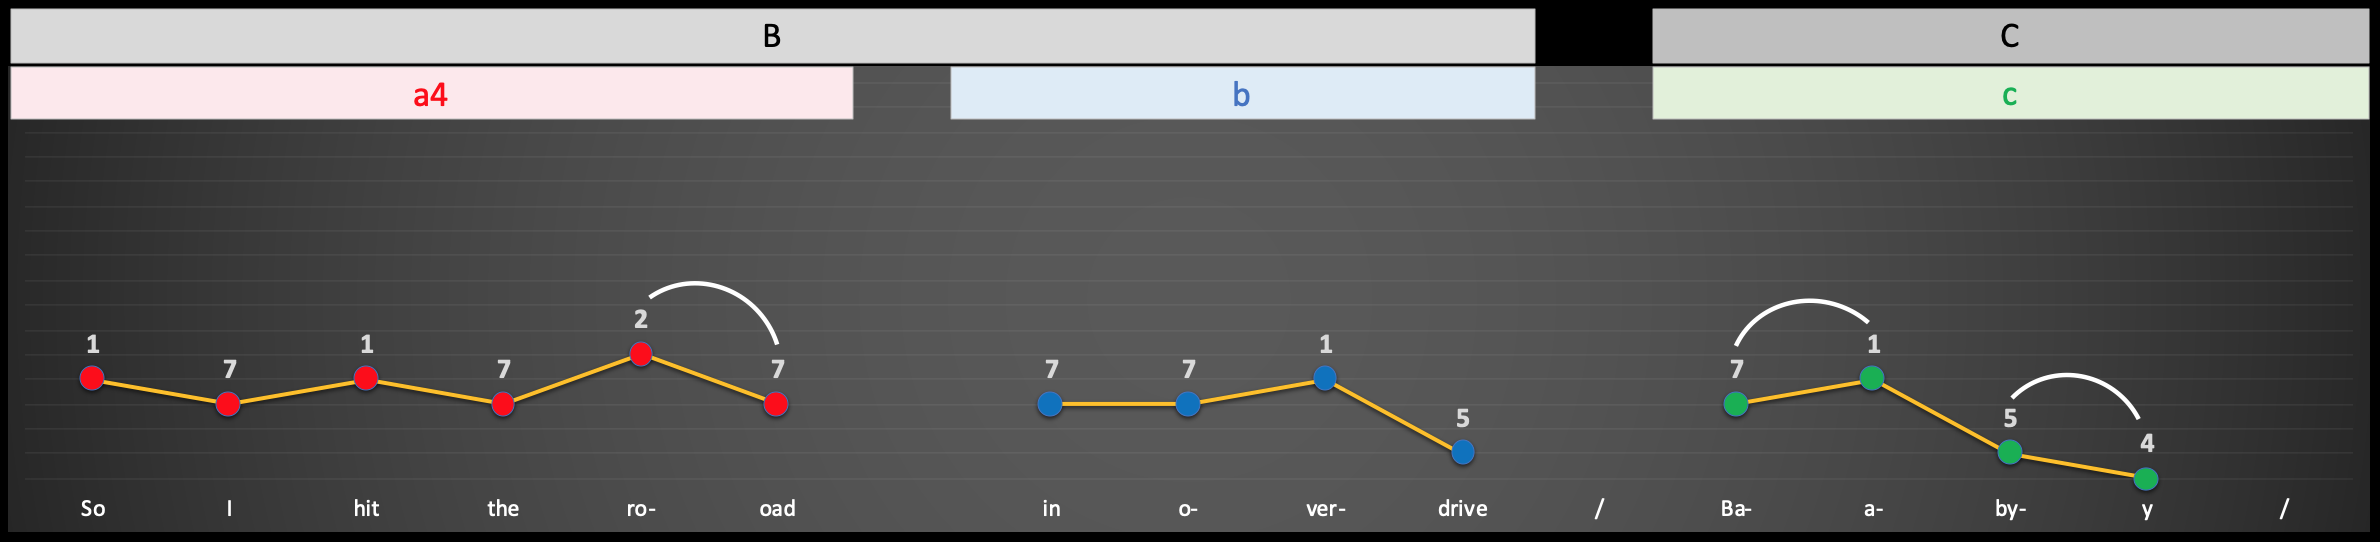 B C
a4 b c
1 7 1 7 2 7 7 7 1 5 7 1 5 4
So I hit the ro- oad in o- ver- drive / Ba- a- by- y /